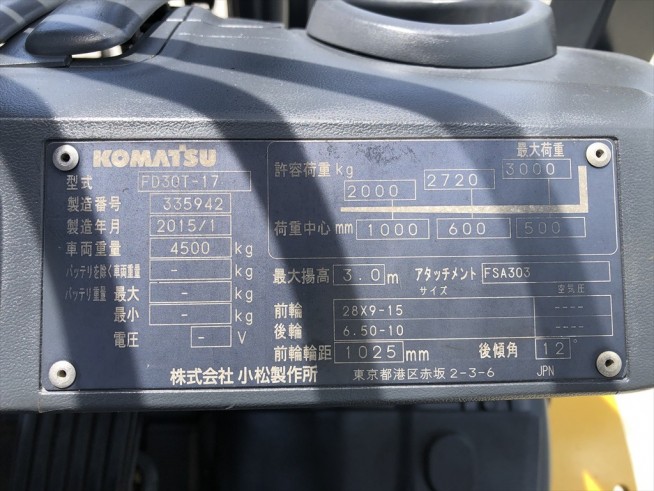 KOMATSU
型式 FD30T-17
製造番号 335942
製造年月 2015/1
車両重量 4500 kg
バッテリを除く車両重量 - kg
バッテリ重量 最大 - kg
最小 - kg
電圧 - V
最大荷重
許容荷重 kg 2000 2720 3000
荷重中心 mm 1000 600 500
最大揚高 3.0 m アタッチメント FSA303
サイズ 空気圧
前輪 28X9-15 ----
後輪 6.50-10 ----
前輪輪距 1025 mm 後傾角 12°
株式会社 小松製作所 東京都港区赤坂 2-3-6 JPN